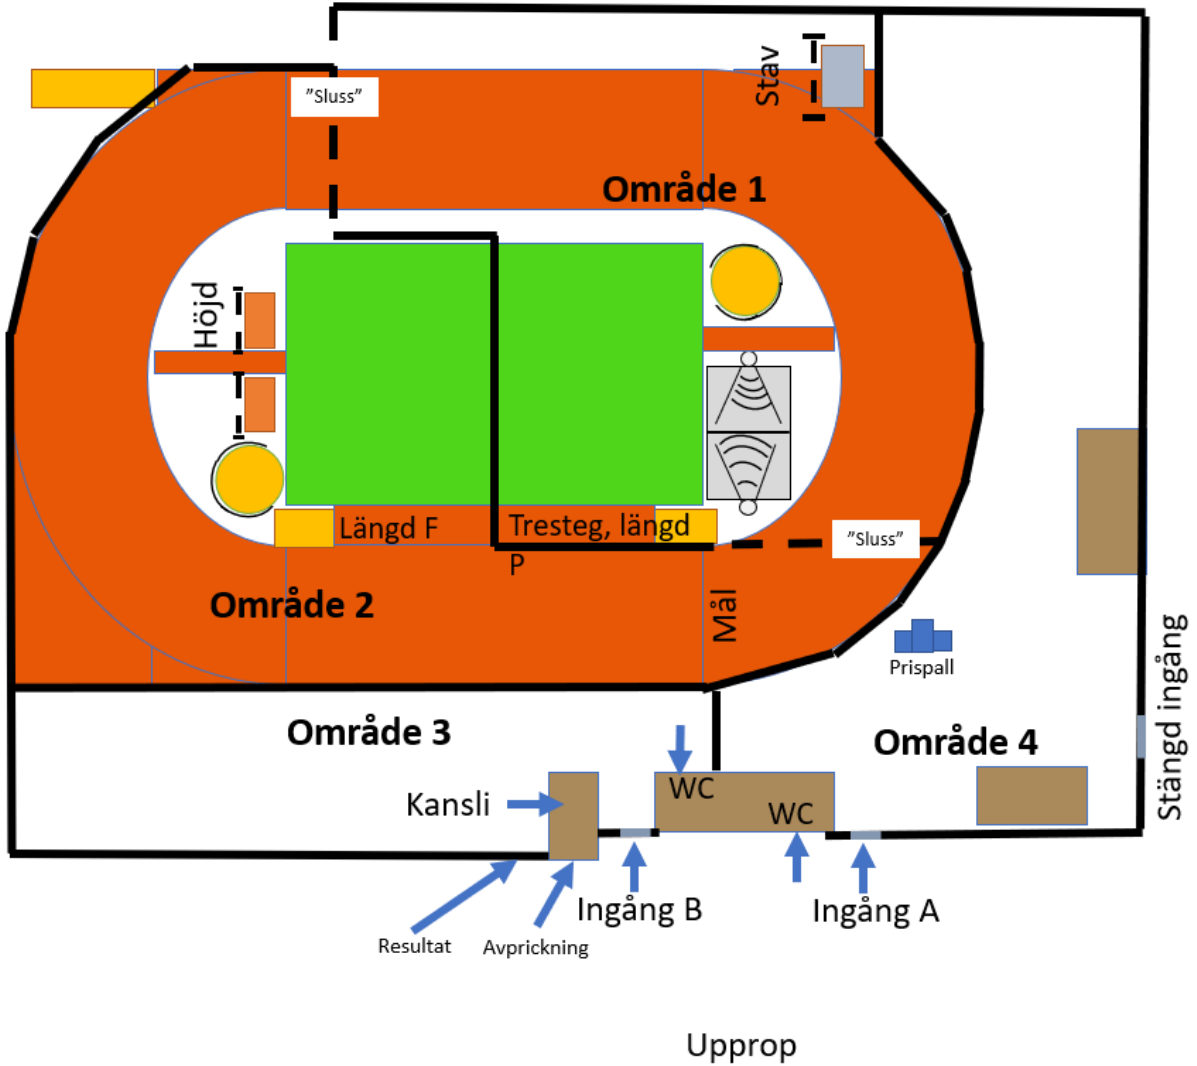 Stav
”Sluss”
Område 1
Höjd
Längd F
Tresteg, längd
P
”Sluss”
Område 2
Mål
Prispall
Stängd ingång
Område 3
Område 4
WC
Kansli
WC
Ingång B
Ingång A
Resultat
Avprickning
Upprop